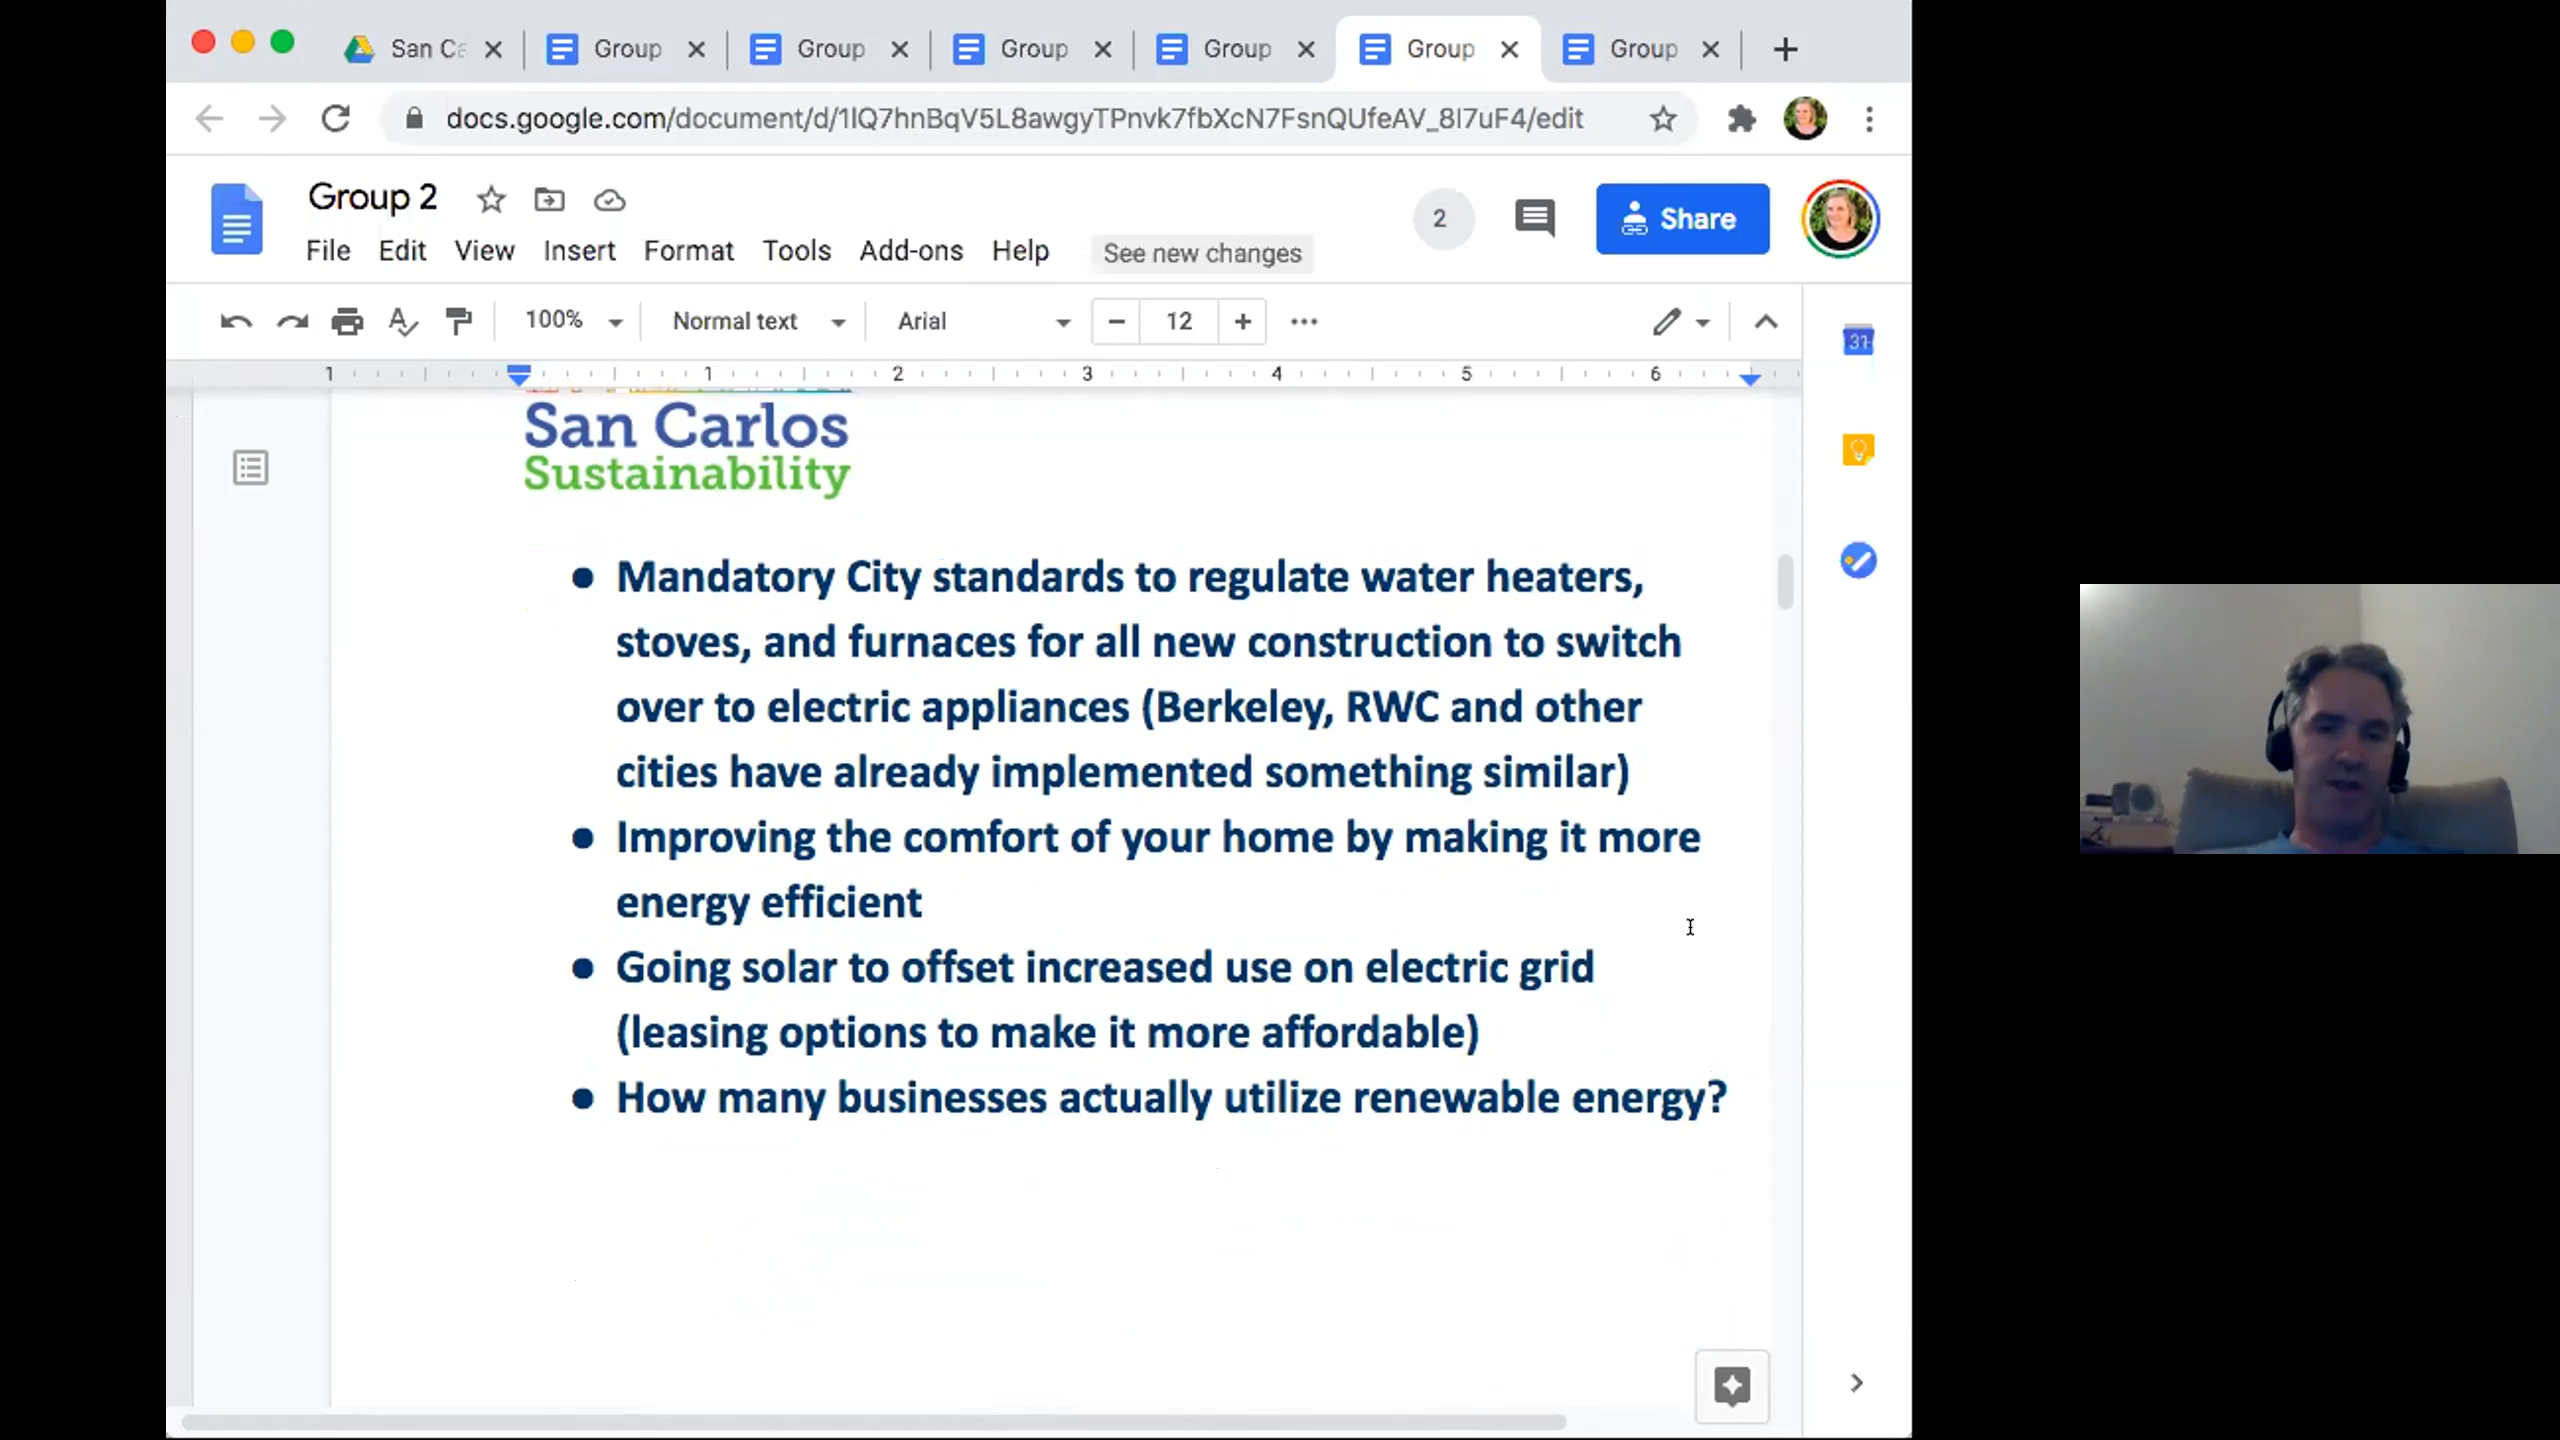 San Ca
Group
Group
Group
Group
Group
Group
docs.google.com/document/d/1lQ7hnBqV5L8awgyTPnvk7fbXcN7FsnQUfeAV_8I7uF4/edit
Group 2
2
Share
File Edit View Insert Format Tools Add-ons Help See new changes
100% Normal text Arial 12
1 1 2 3 4 5 6
31
San Carlos
Sustainability
● Mandatory City standards to regulate water heaters,
stoves, and furnaces for all new construction to switch
over to electric appliances (Berkeley, RWC and other
cities have already implemented something similar)
● Improving the comfort of your home by making it more
energy efficient
● Going solar to offset increased use on electric grid
(leasing options to make it more affordable)
● How many businesses actually utilize renewable energy?